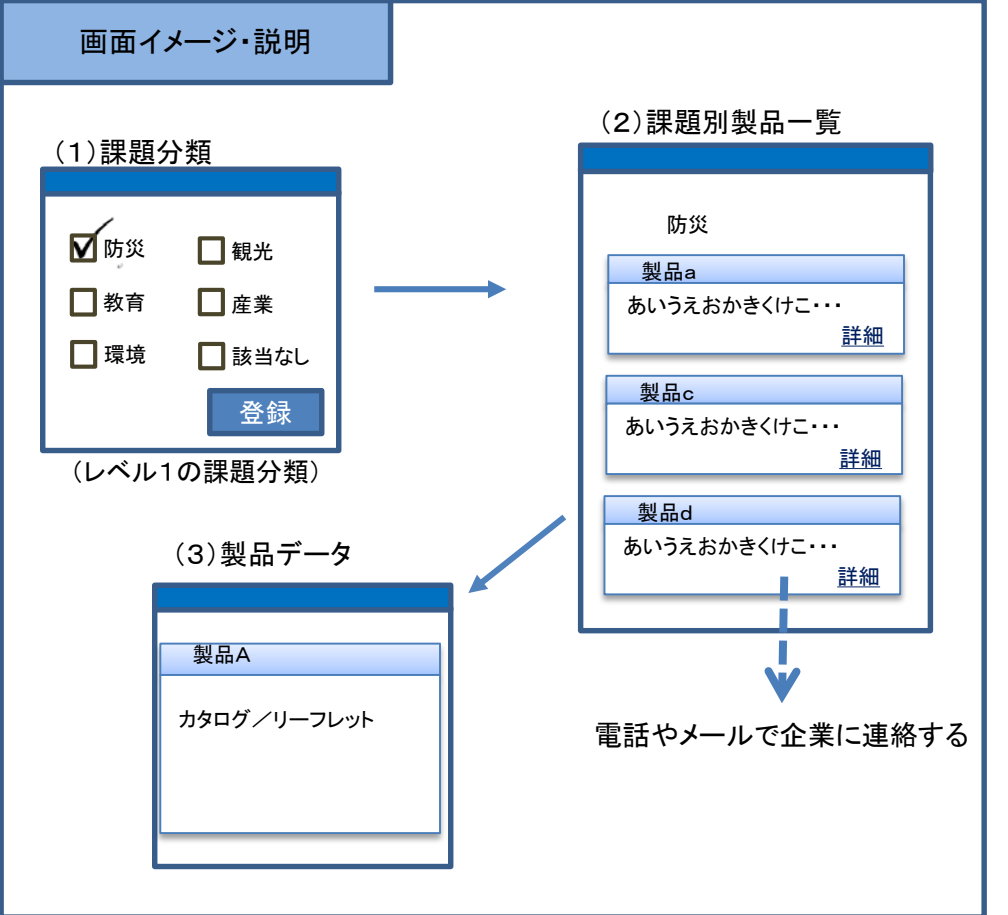 画面イメージ・説明
（1）課題分類
防災
観光
教育
産業
環境
該当なし
登録
（レベル1の課題分類）
（2）課題別製品一覧
防災
製品a
あいうえおかきくけこ・・・
詳細
製品c
あいうえおかきくけこ・・・
詳細
製品d
あいうえおかきくけこ・・・
詳細
電話やメールで企業に連絡する
（3）製品データ
製品A
カタログ／リーフレット